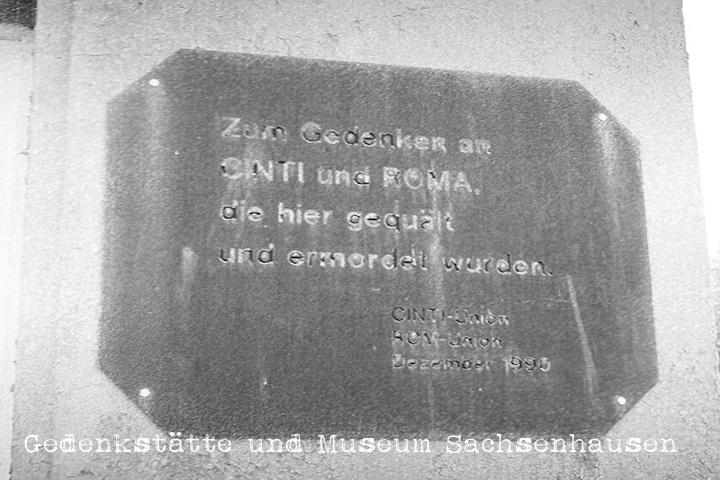 Zum Gedenken an
CINTI und ROMA,
die hier gequält
und ermordet wurden.
CINTI-Union
ROM-Union
Dezember 1990
Gedenkstätte und Museum Sachsenhausen